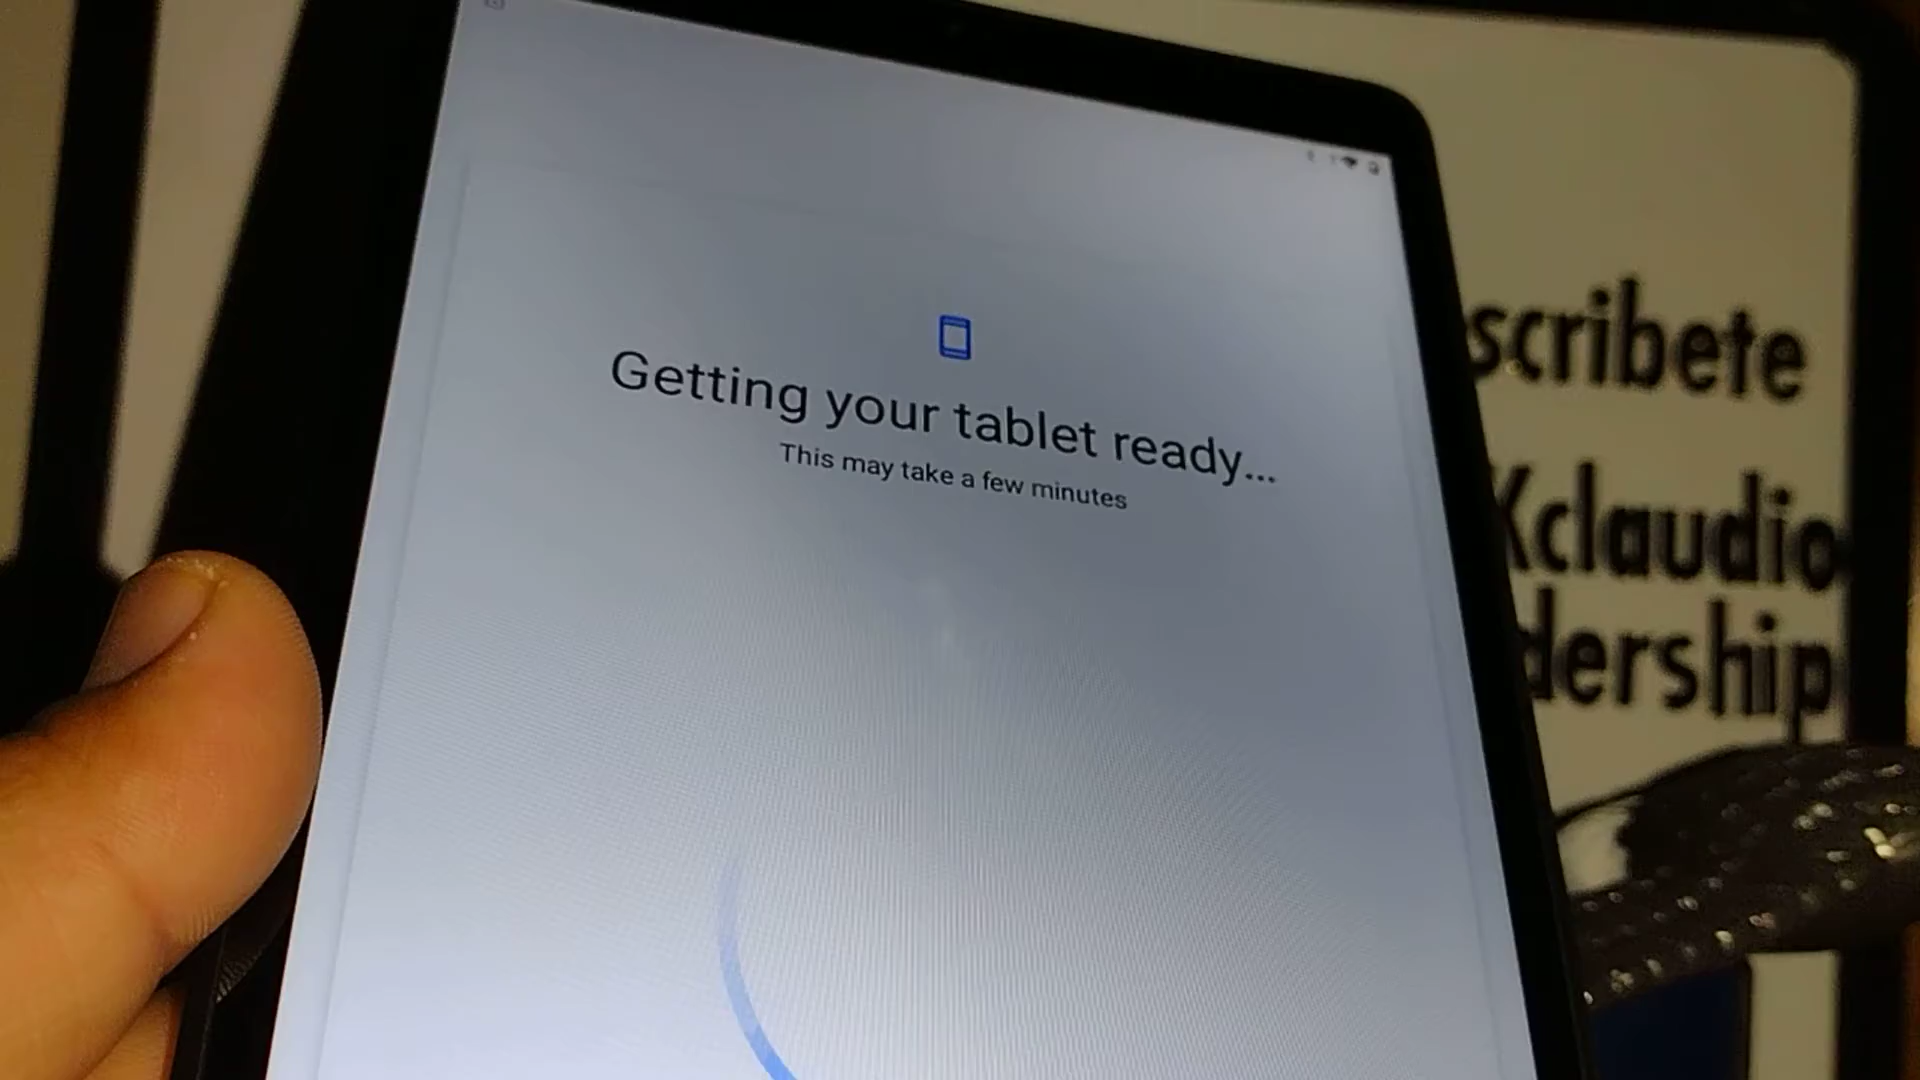 Getting your tablet ready...
This may take a few minutes
scribete
Kclaudio
dership